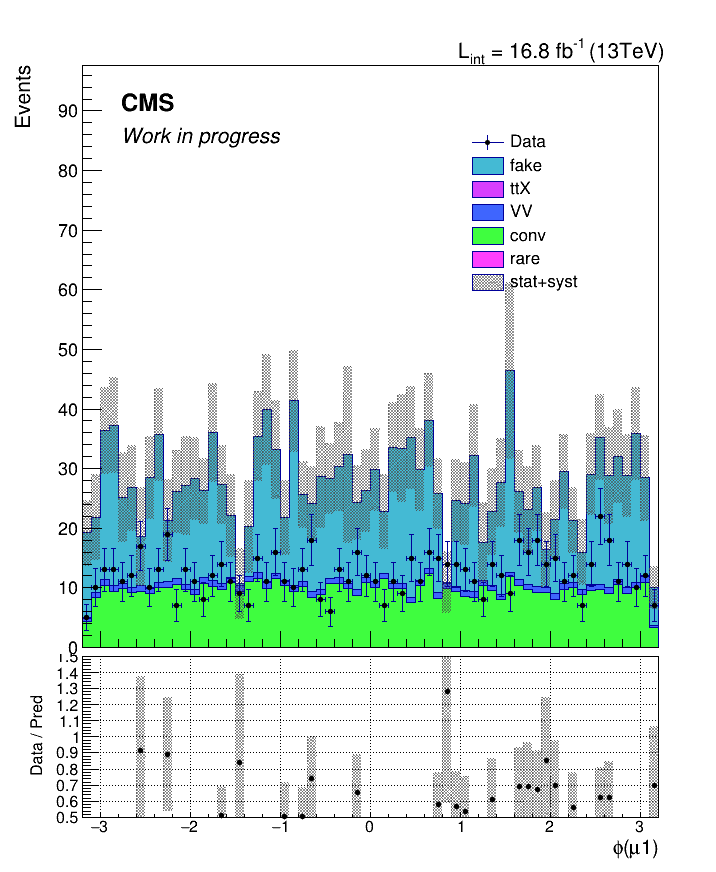 L_int = 16.8 fb^-1 (13TeV)
Events
CMS
Work in progress
Data
fake
ttX
VV
conv
rare
stat+syst
90
80
70
60
50
40
30
20
10
0
Data / Pred
1.5
1.4
1.3
1.2
1.1
1
0.9
0.8
0.7
0.6
0.5
−3 −2 −1 0 1 2 3
ϕ(μ1)